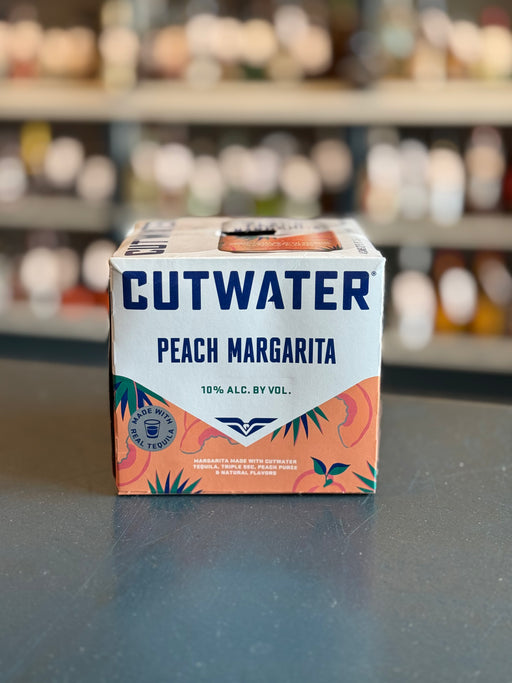 CUTWATER®
PEACH MARGARITA
10% ALC. BY VOL.
MADE WITH
REAL TEQUILA
MARGARITA MADE WITH CUTWATER
TEQUILA, TRIPLE SEC, PEACH PUREE
& NATURAL FLAVORS